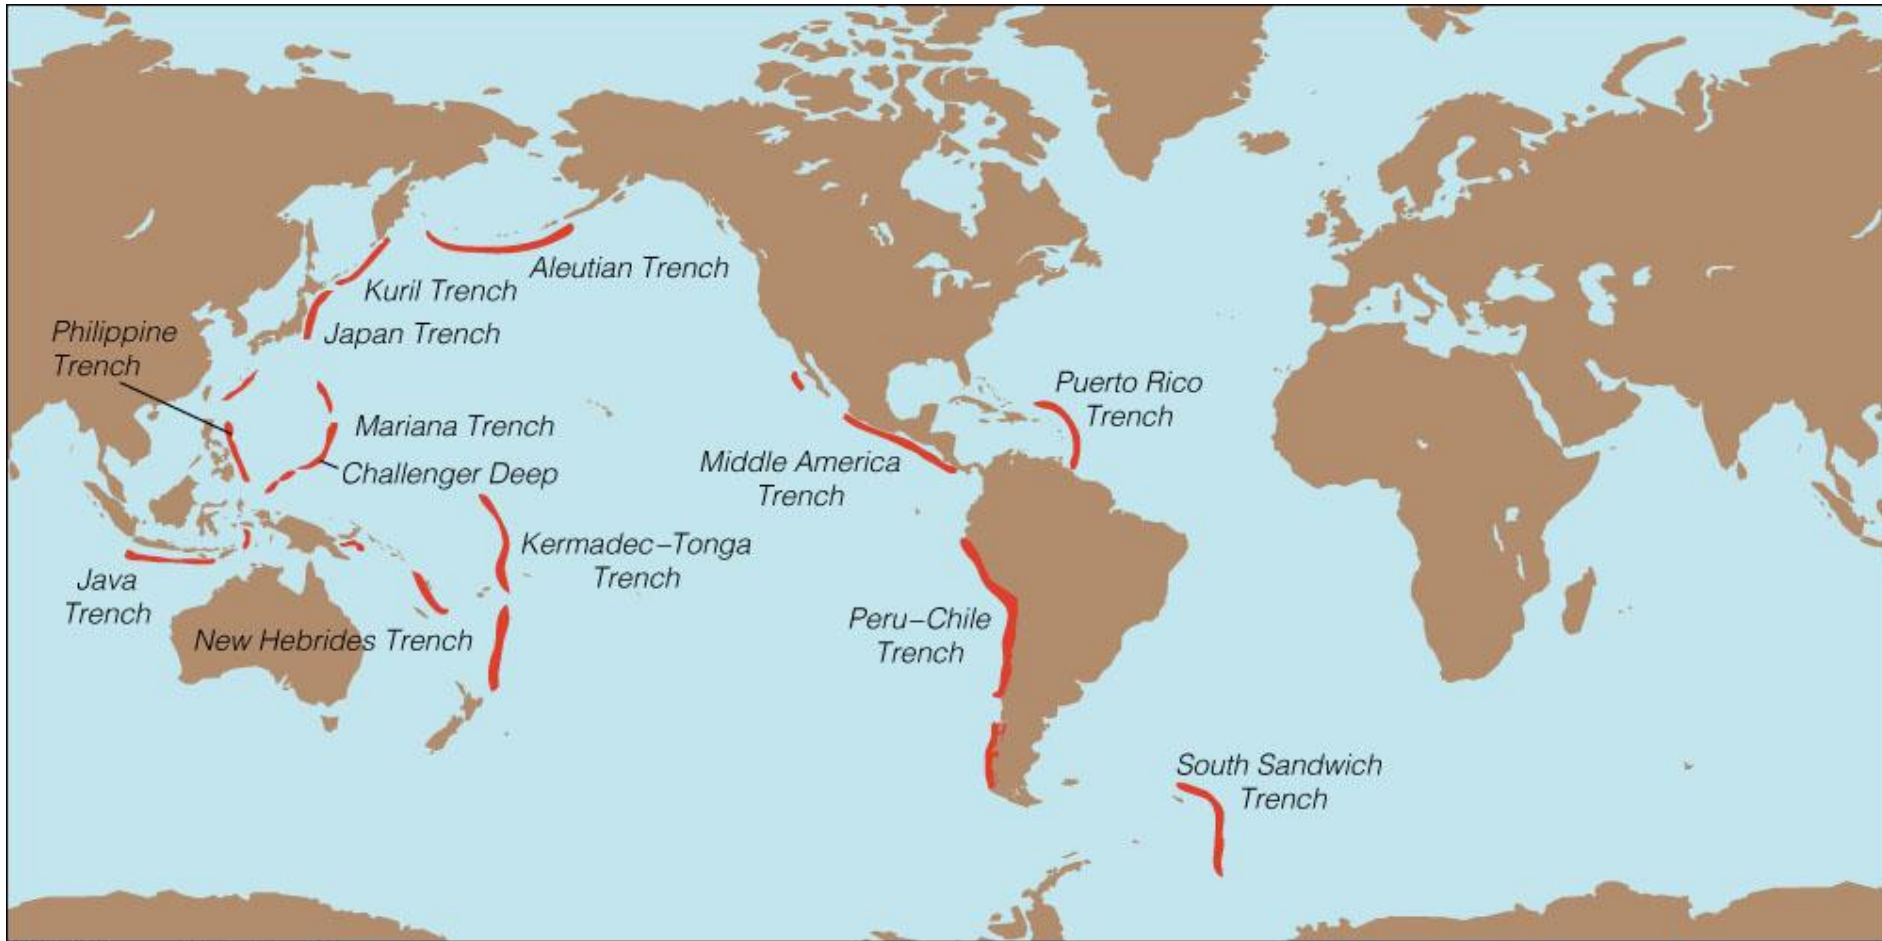 Aleutian Trench
Kuril Trench
Japan Trench
Philippine
Trench
Mariana Trench
Challenger Deep
Puerto Rico
Trench
Middle America
Trench
Kermadec–Tonga
Trench
Java
Trench
New Hebrides Trench
Peru–Chile
Trench
South Sandwich
Trench